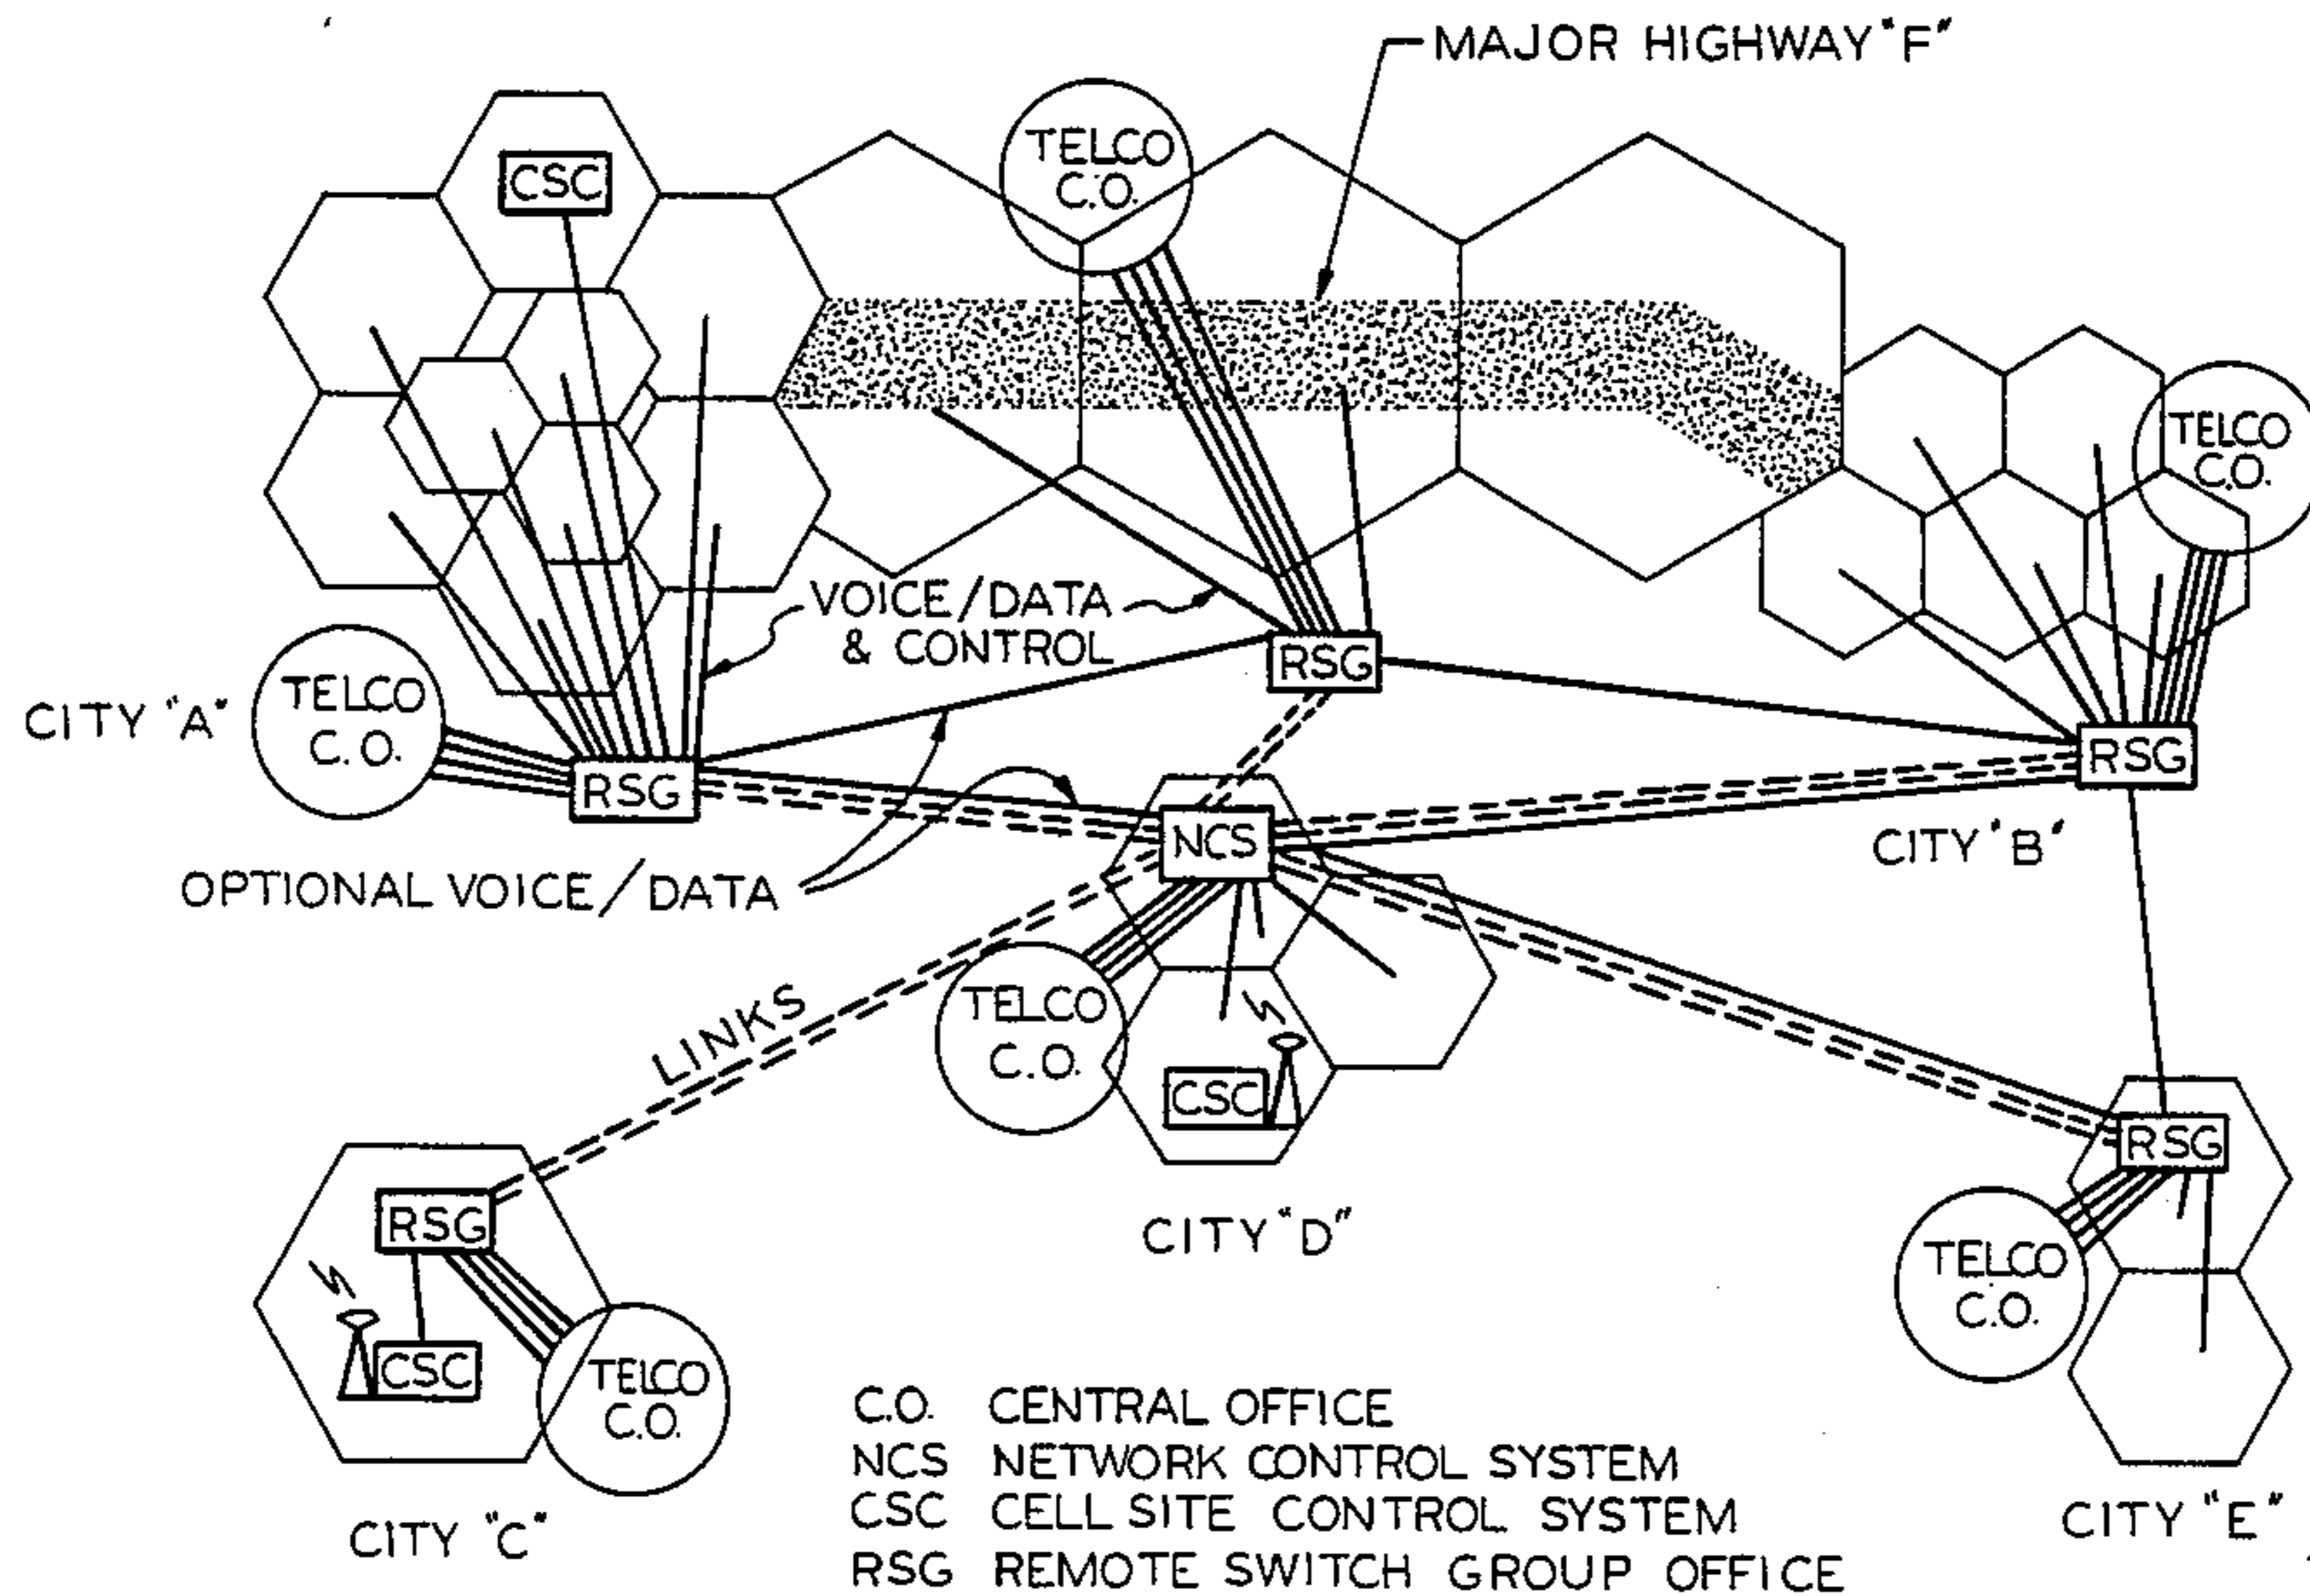 MAJOR HIGHWAY "F"
TELCO
C.O.
CSC
TELCO
C.O.
VOICE/DATA
& CONTROL
RSG
CITY "A"
TELCO
C.O.
RSG
RSG
NCS
CITY "B"
OPTIONAL VOICE/DATA
TELCO
C.O.
LINKS
CSC
RSG
CITY "D"
RSG
TELCO
C.O.
CSC
TELCO
C.O.
CITY "C"
CITY "E"
C.O. CENTRAL OFFICE
NCS NETWORK CONTROL SYSTEM
CSC CELL SITE CONTROL SYSTEM
RSG REMOTE SWITCH GROUP OFFICE